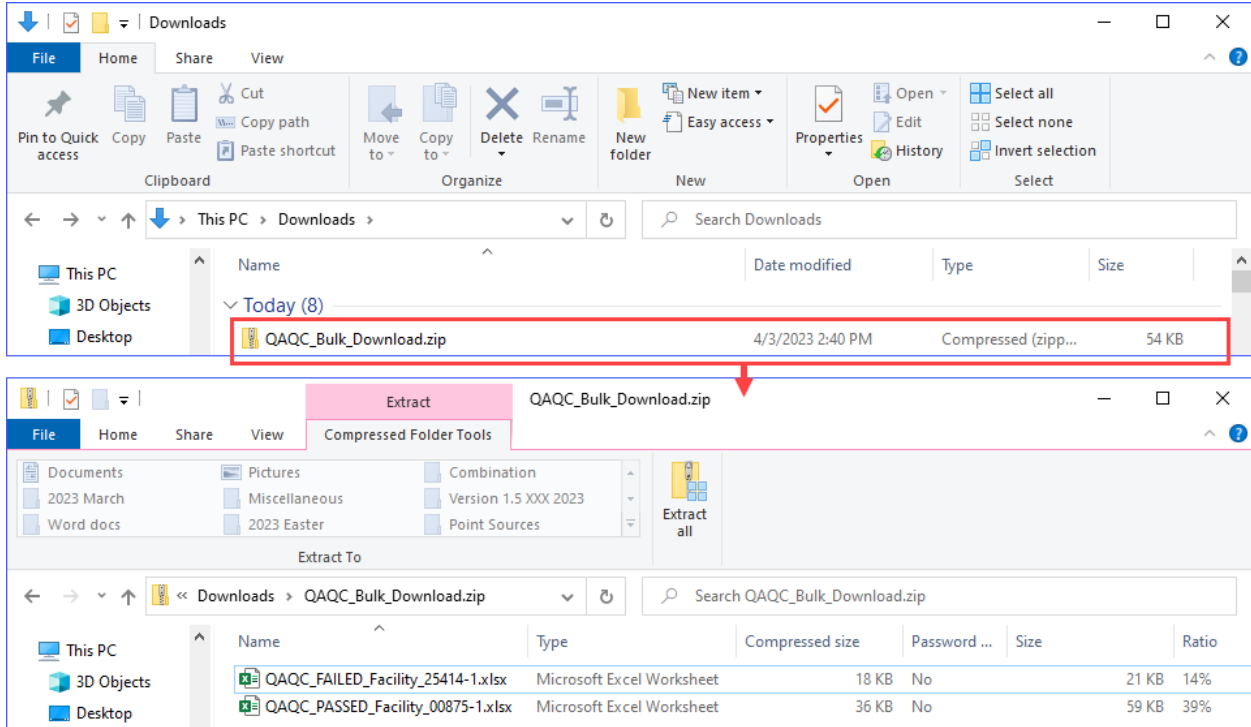 Downloads
File Home Share View
Pin to Quick access Copy Paste Cut Copy path Paste shortcut Move to Copy to Delete Rename New folder New item Easy access Properties Open Edit History Select all Select none Invert selection
Clipboard Organize New Open Select
This PC > Downloads > Search Downloads
This PC Name Date modified Type Size
3D Objects Today (8)
Desktop QAQC_Bulk_Download.zip 4/3/2023 2:40 PM Compressed (zipp... 54 KB
Extract QAQC_Bulk_Download.zip
File Home Share View Compressed Folder Tools
Documents Pictures Combination
2023 March Miscellaneous Version 1.5 XXX 2023
Word docs 2023 Easter Point Sources
Extract all
Extract To
« Downloads > QAQC_Bulk_Download.zip Search QAQC_Bulk_Download.zip
This PC Name Type Compressed size Password ... Size Ratio
3D Objects QAQC_FAILED_Facility_25414-1.xlsx Microsoft Excel Worksheet 18 KB No 21 KB 14%
Desktop QAQC_PASSED_Facility_00875-1.xlsx Microsoft Excel Worksheet 36 KB No 59 KB 39%